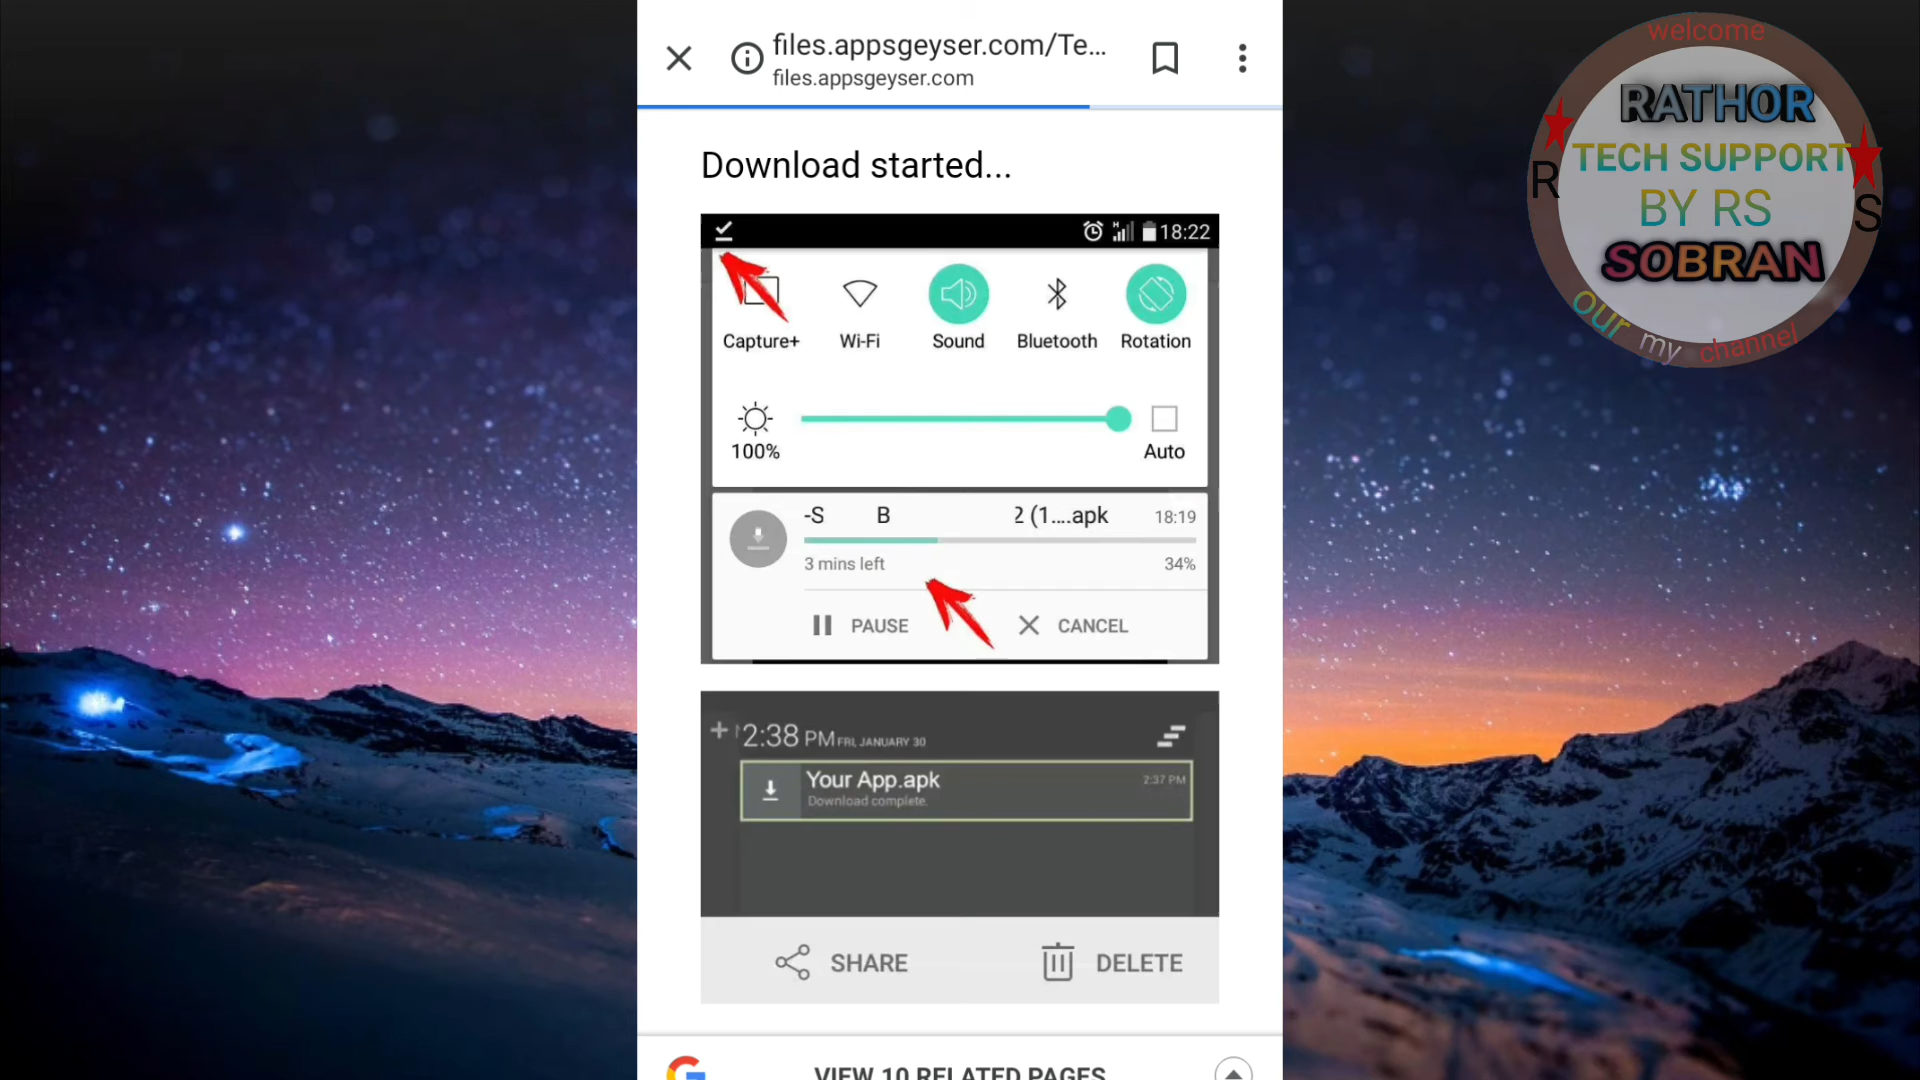 files.appsgeyser.com/Te...
files.appsgeyser.com
welcome
RATHOR
TECH SUPPORT
R
BY RS
S
SOBRAN
our my channel
Download started...
18:22
Capture+ Wi-Fi Sound Bluetooth Rotation
100% Auto
-S B 2 (1....apk 18:19
3 mins left 34%
PAUSE CANCEL
2:38 PM FRI, JANUARY 30
Your App.apk 2:37 PM
Download complete.
SHARE DELETE
VIEW 10 RELATED PAGES